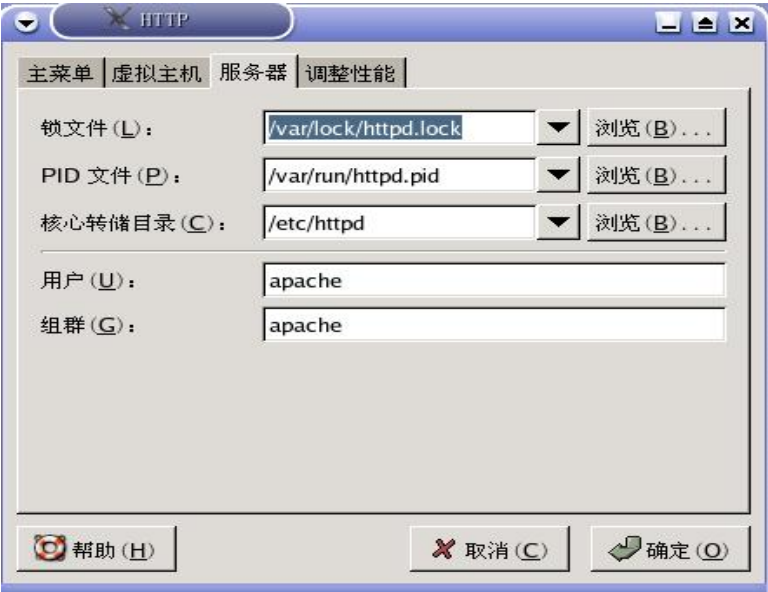 HTTP
主菜单 虚拟主机 服务器 调整性能
锁文件(L): /var/lock/httpd.lock 浏览(B)...
PID 文件(P): /var/run/httpd.pid 浏览(B)...
核心转储目录(C): /etc/httpd 浏览(B)...
用户(U): apache
组群(G): apache
帮助(H) 取消(C) 确定(O)